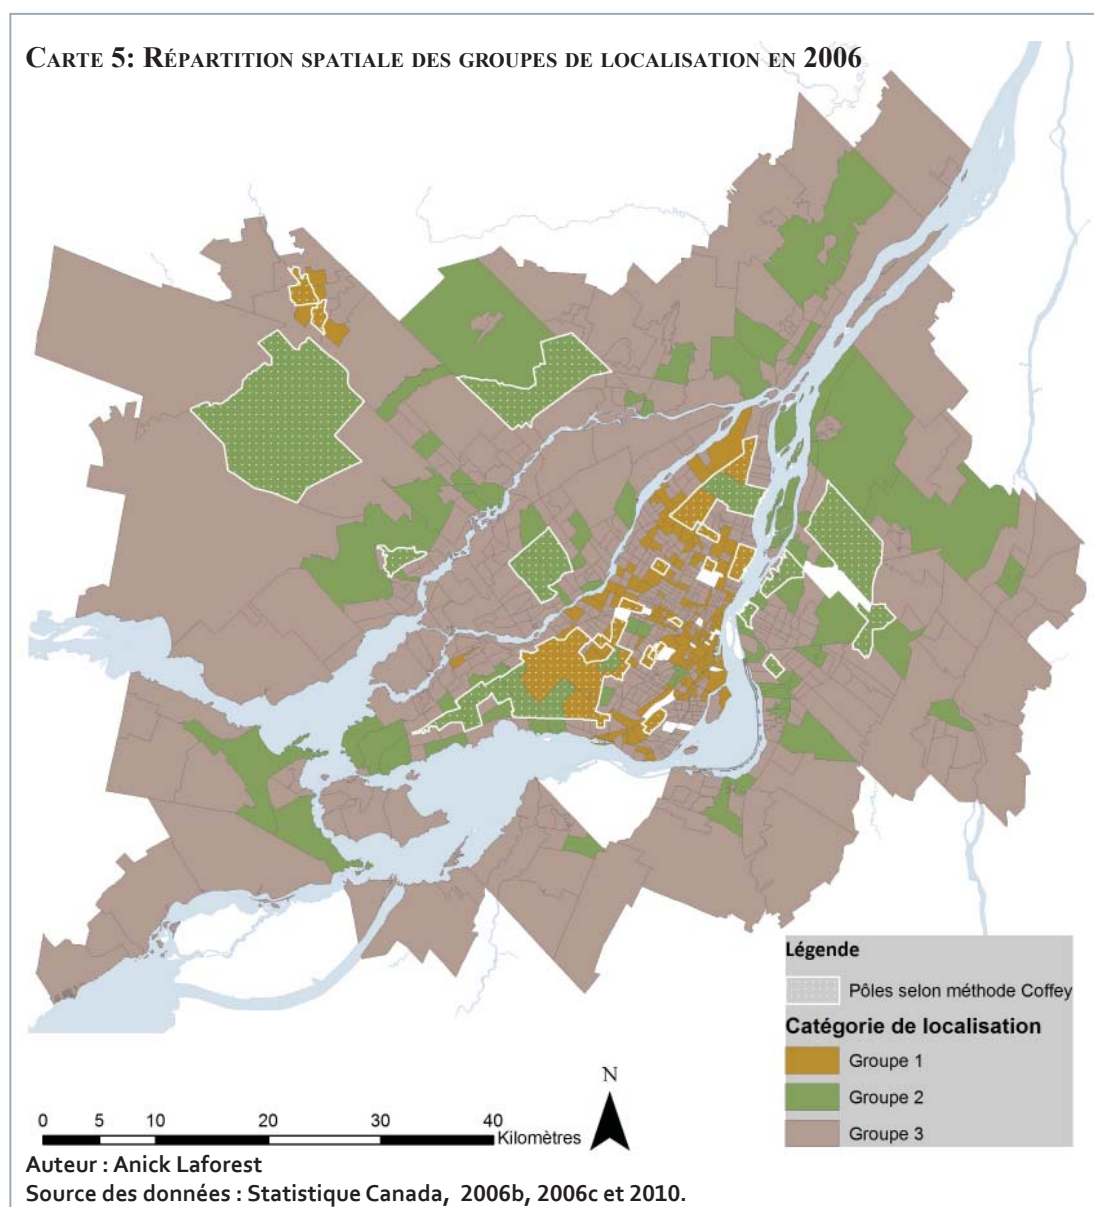 CARTE 5: RÉPARTITION SPATIALE DES GROUPES DE LOCALISATION EN 2006
Légende
Pôles selon méthode Coffey
Catégorie de localisation
Groupe 1
Groupe 2
Groupe 3
N
0 5 10 20 30 40
Kilomètres
Auteur : Anick Laforest
Source des données : Statistique Canada, 2006b, 2006c et 2010.